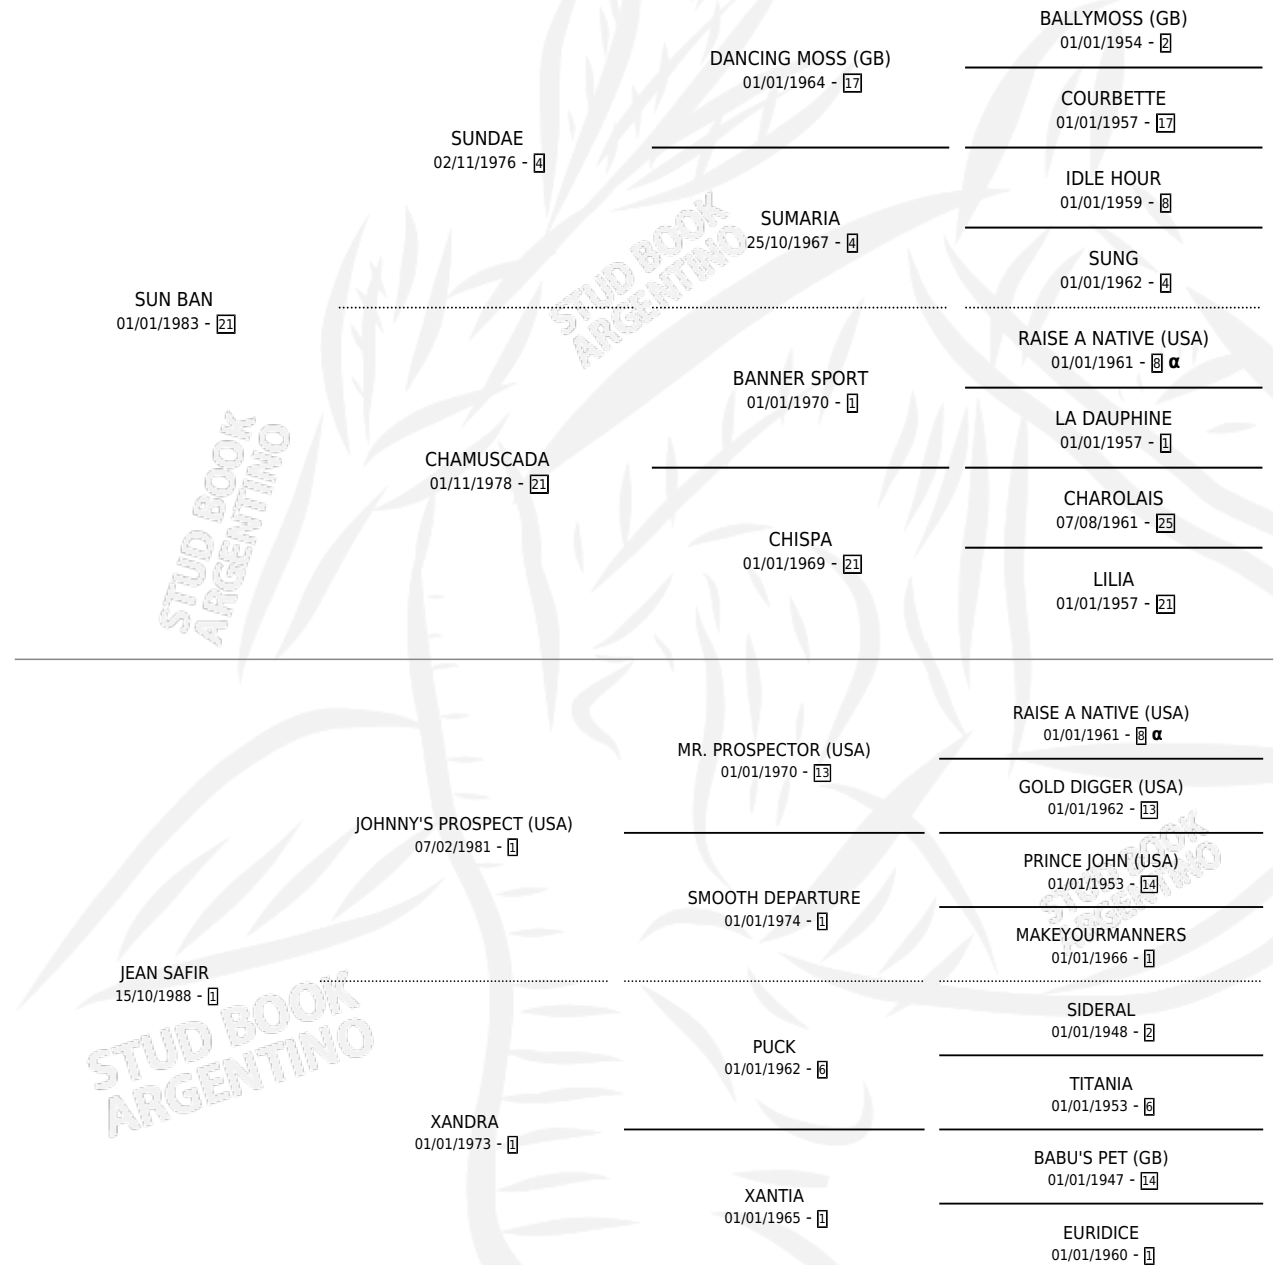 BALLYMOSS (GB)
01/01/1954 - 2
DANCING MOSS (GB)
01/01/1964 - 17
COURBETTE
01/01/1957 - 17
SUNDAE
02/11/1976 - 4
IDLE HOUR
01/01/1959 - 8
SUMARIA
25/10/1967 - 4
SUNG
01/01/1962 - 4
SUN BAN
01/01/1983 - 21
RAISE A NATIVE (USA)
01/01/1961 - 8 α
BANNER SPORT
01/01/1970 - 1
LA DAUPHINE
01/01/1957 - 1
CHAMUSCADA
01/11/1978 - 21
CHAROLAIS
07/08/1961 - 25
CHISPA
01/01/1969 - 21
LILIA
01/01/1957 - 21
STUD BOOK
ARGENTINO
STUD BOOK
ARGENTINO
RAISE A NATIVE (USA)
01/01/1961 - 8 α
MR. PROSPECTOR (USA)
01/01/1970 - 13
GOLD DIGGER (USA)
01/01/1962 - 13
JOHNNY'S PROSPECT (USA)
07/02/1981 - 1
PRINCE JOHN (USA)
01/01/1953 - 14
SMOOTH DEPARTURE
01/01/1974 - 1
MAKEYOURMANNERS
01/01/1966 - 1
JEAN SAFIR
15/10/1988 - 1
SIDERAL
01/01/1948 - 2
PUCK
01/01/1962 - 6
TITANIA
01/01/1953 - 6
XANDRA
01/01/1973 - 1
BABU'S PET (GB)
01/01/1947 - 14
XANTIA
01/01/1965 - 1
EURIDICE
01/01/1960 - 1
STUD BOOK
ARGENTINO
STUD BOOK
ARGENTINO